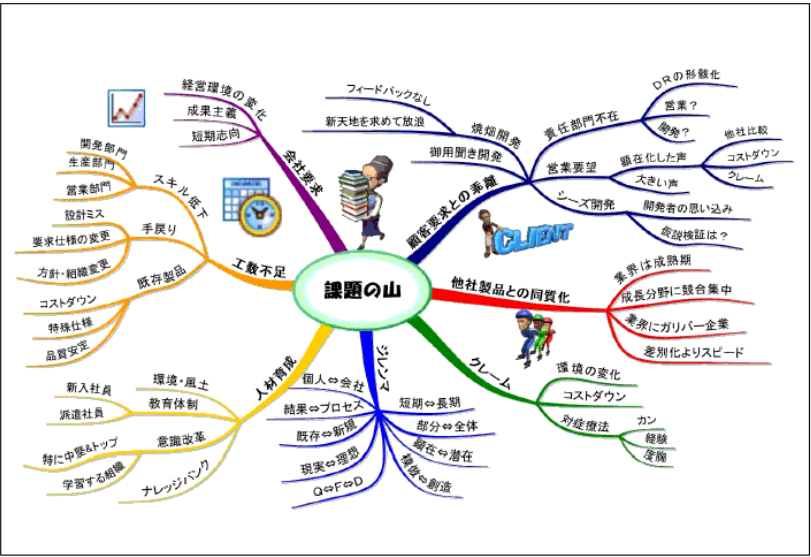 課題の山
会社要求
経営環境の変化
成果主義
短期志向
顧客要求との乖離
フィードバックなし
新天地を求めて放浪
焼畑開発
御用聞き開発
責任部門不在
DRの形骸化
営業?
開発?
営業要望
顕在化した声
他社比較
コストダウン
クレーム
大きい声
シーズ開発
開発者の思い込み
仮説検証は?
CLIENT
他社製品との同質化
業界は成熟期
成長分野に競合集中
業界にガリバー企業
差別化よりスピード
クレーム
環境の変化
コストダウン
対症療法
カン
経験
度胸
ジレンマ
個人⇔会社
結果⇔プロセス
既存⇔新規
現実⇔理想
Q⇔F⇔D
短期⇔長期
部分⇔全体
顕在⇔潜在
模倣⇔創造
人材育成
環境・風土
教育体制
新入社員
派遣社員
意識改革
特に中堅&トップ
学習する組織
ナレッジバンク
工数不足
スキル低下
開発部門
生産部門
営業部門
手戻り
設計ミス
要求仕様の変更
方針・組織変更
既存製品
コストダウン
特殊仕様
品質安定